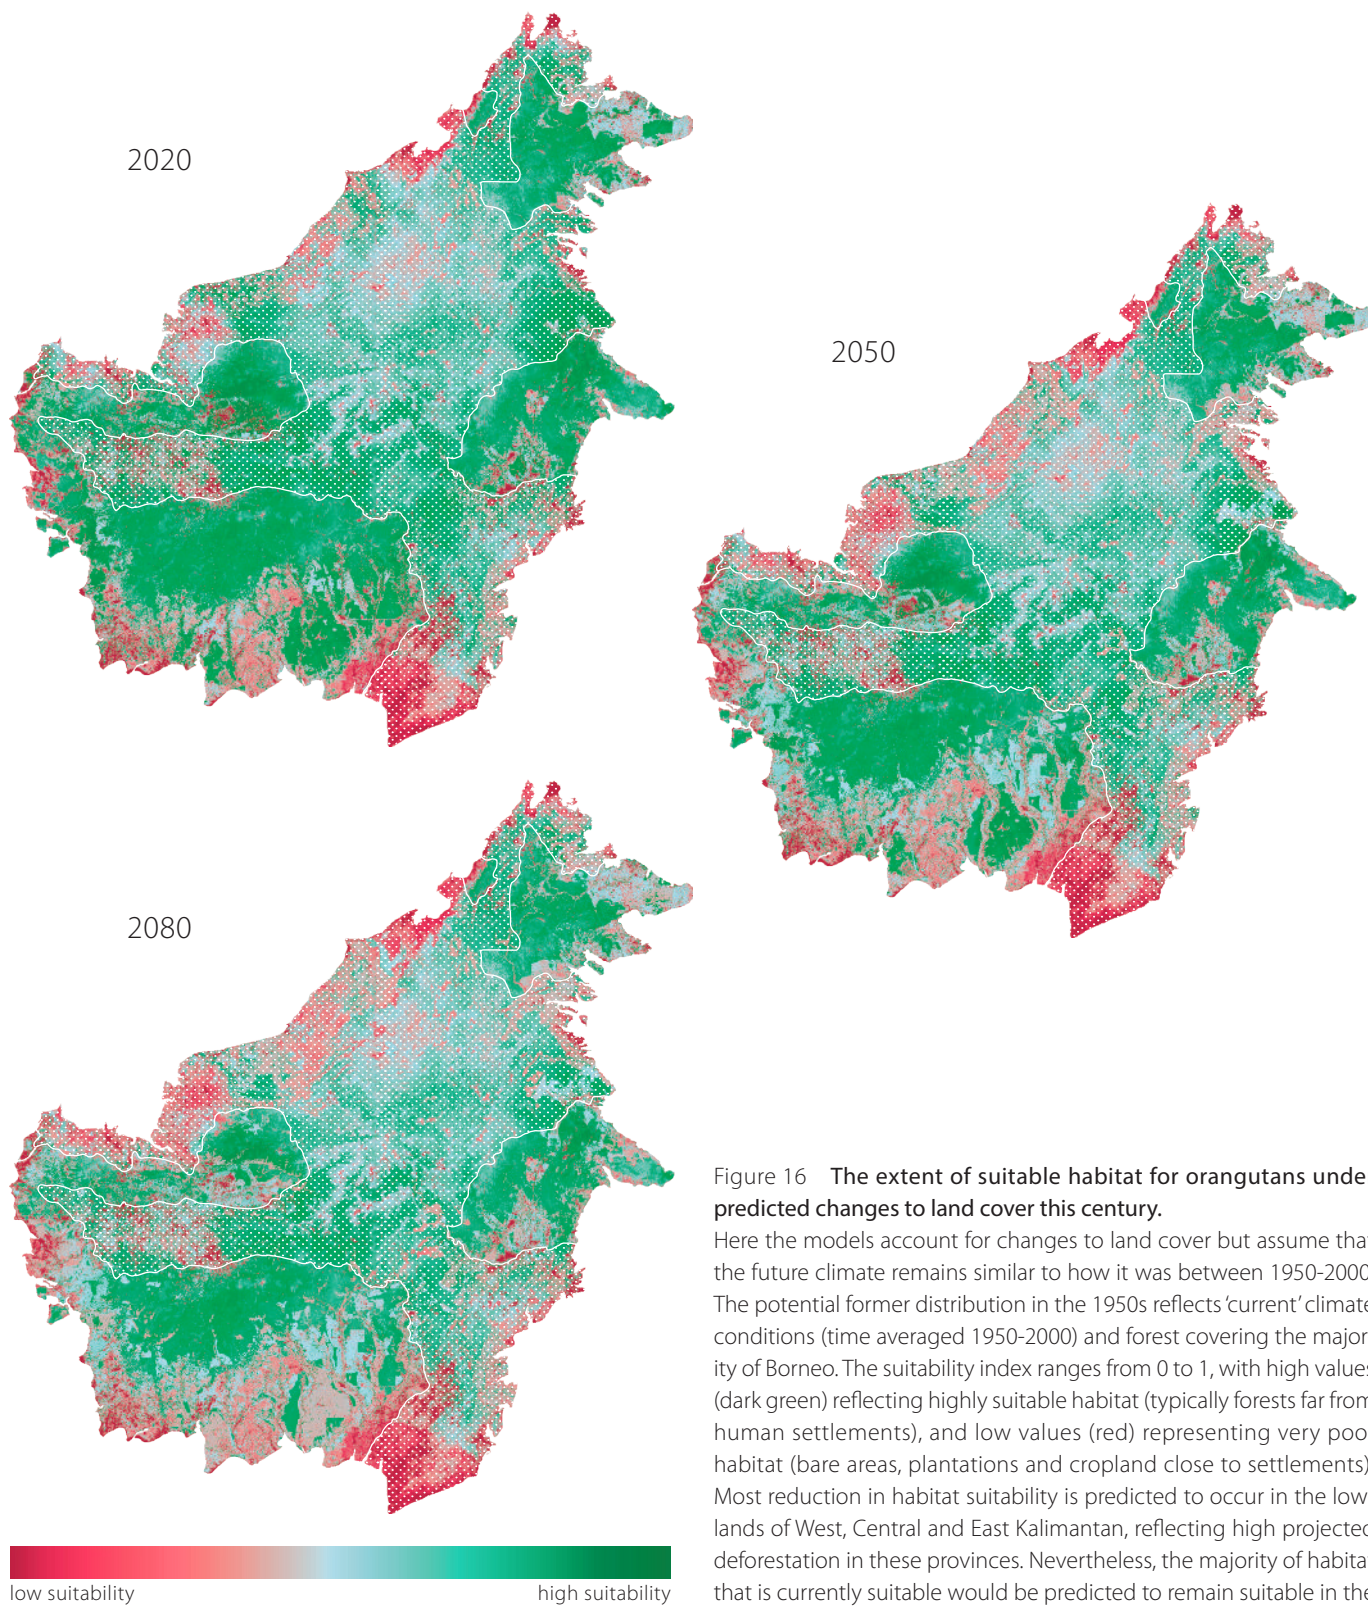 2020
2050
2080
low suitability
high suitability
Figure 16 The extent of suitable habitat for orangutans unde
predicted changes to land cover this century.
Here the models account for changes to land cover but assume that
the future climate remains similar to how it was between 1950-2000
The potential former distribution in the 1950s reflects ‘current’ climate
conditions (time averaged 1950-2000) and forest covering the major
ity of Borneo. The suitability index ranges from 0 to 1, with high values
(dark green) reflecting highly suitable habitat (typically forests far from
human settlements), and low values (red) representing very poo
habitat (bare areas, plantations and cropland close to settlements)
Most reduction in habitat suitability is predicted to occur in the low
lands of West, Central and East Kalimantan, reflecting high projected
deforestation in these provinces. Nevertheless, the majority of habita
that is currently suitable would be predicted to remain suitable in the